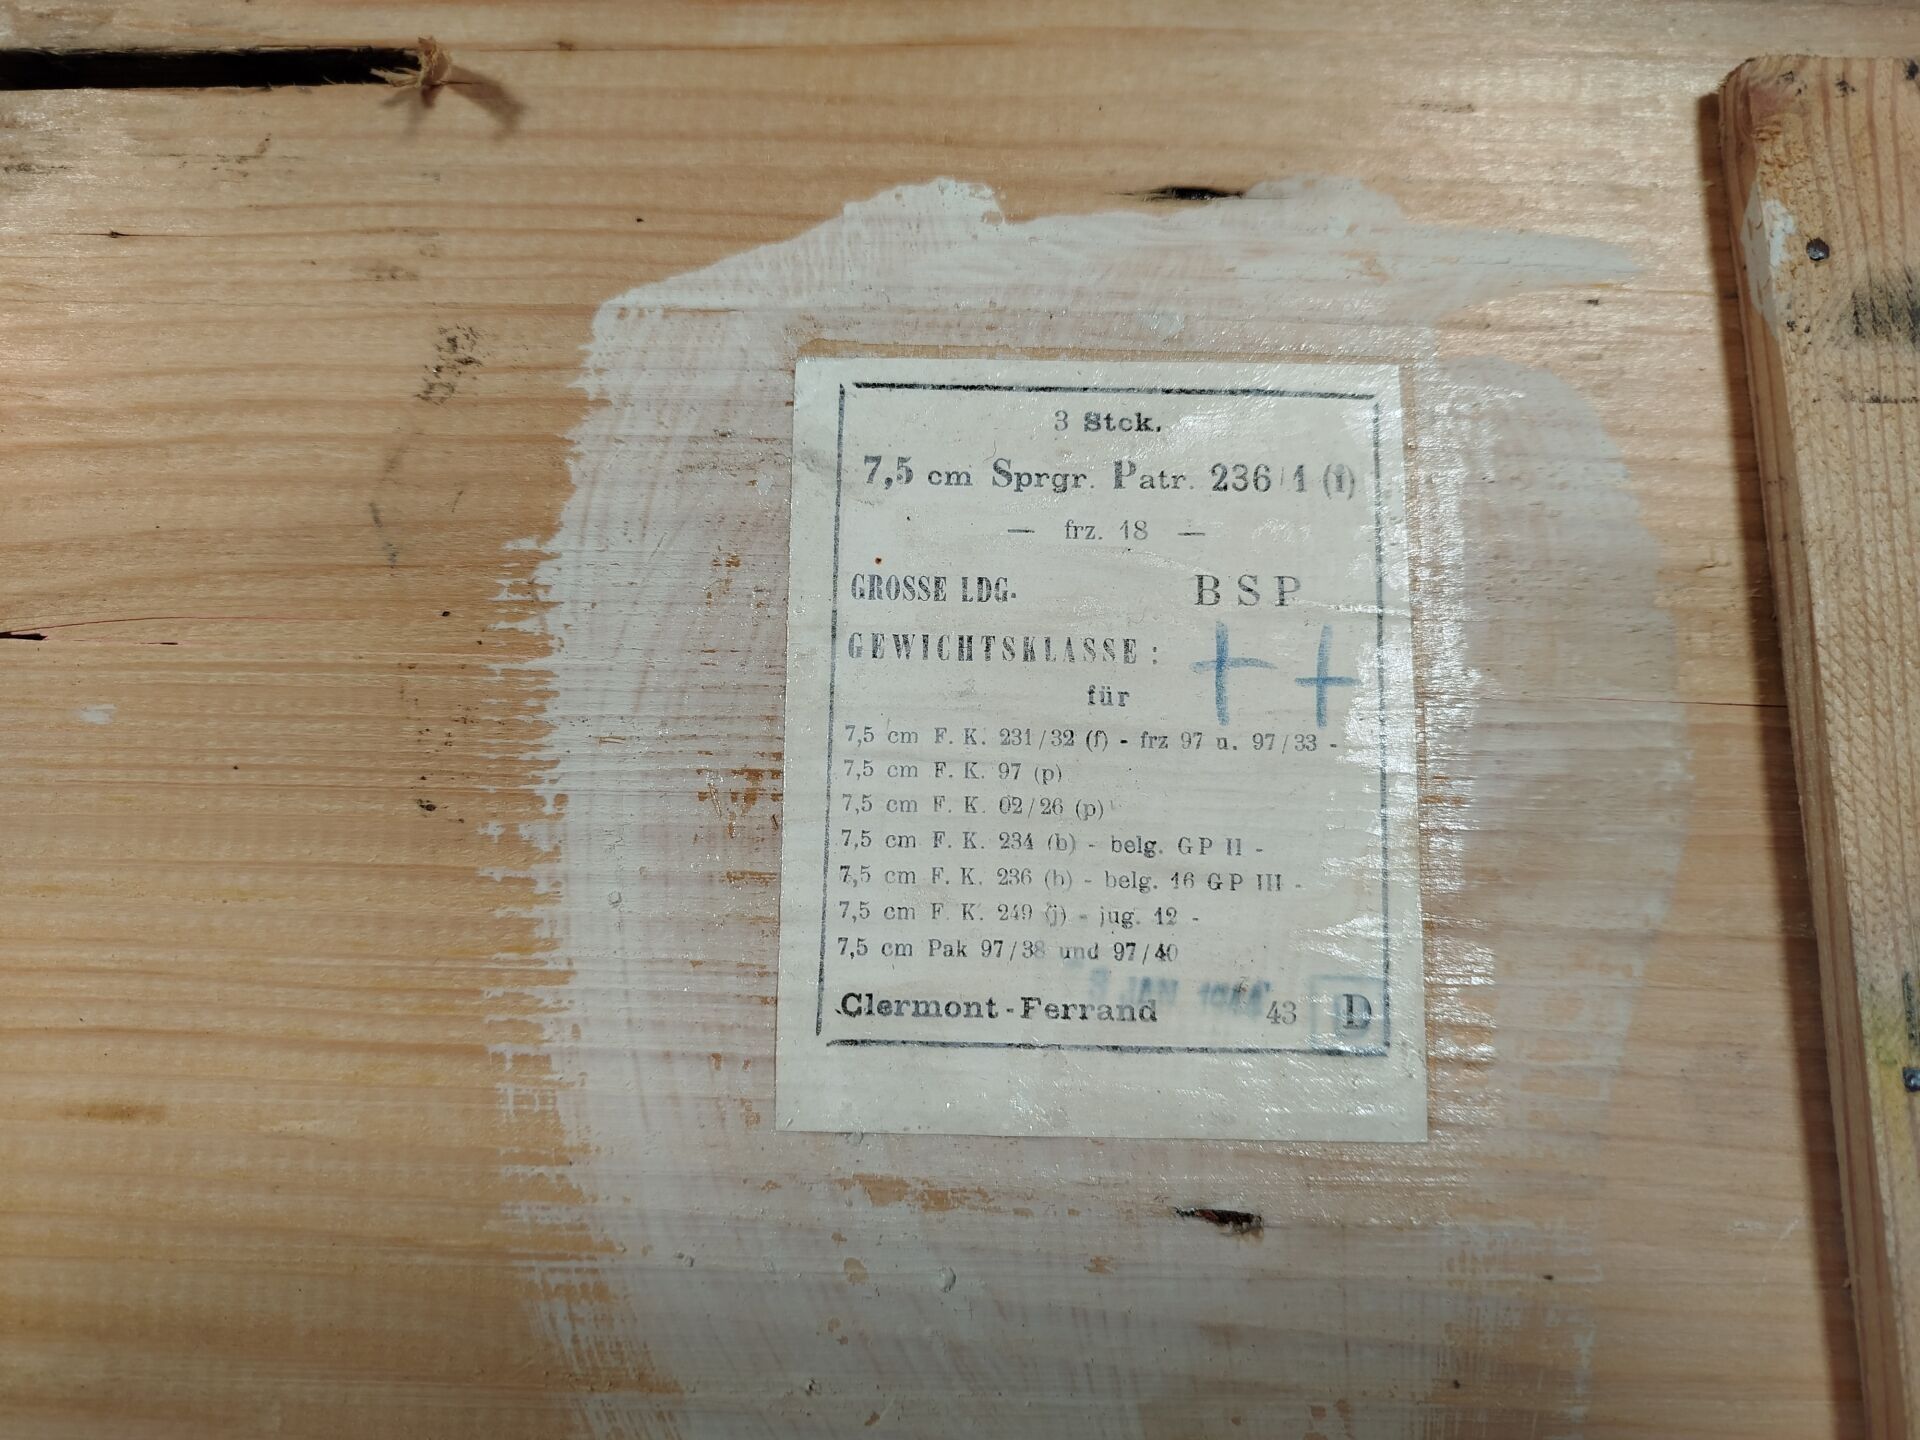 3 Stck.
7,5 cm Sprgr. Patr. 236/1 (f)
— frz. 18 —
GROSSE LDG. BSP
GEWICHTSKLASSE: ++
für
7,5 cm F. K. 231/32 (f) - frz 97 u. 97/33 -
7,5 cm F. K. 97 (p)
7,5 cm F. K. 02/26 (p)
7,5 cm F. K. 234 (b) - belg. GP II -
7,5 cm F. K. 236 (b) - belg. 16 GP III -
7,5 cm F. K. 249 (j) - jug. 12 -
7,5 cm Pak 97/38 und 97/40
Clermont-Ferrand 43 D